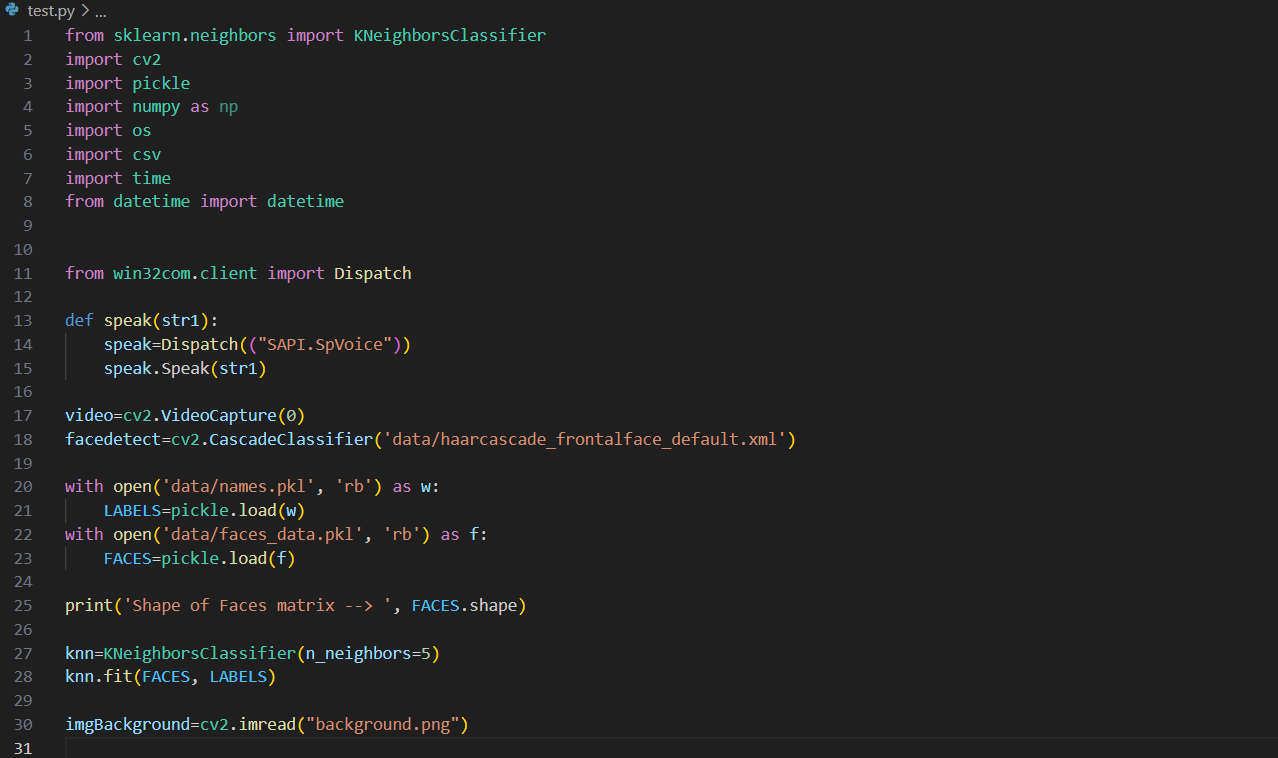 test.py > ...
1 from sklearn.neighbors import KNeighborsClassifier
2 import cv2
3 import pickle
4 import numpy as np
5 import os
6 import csv
7 import time
8 from datetime import datetime
9
10
11 from win32com.client import Dispatch
12
13 def speak(str1):
14     speak=Dispatch(("SAPI.SpVoice"))
15     speak.Speak(str1)
16
17 video=cv2.VideoCapture(0)
18 facedetect=cv2.CascadeClassifier('data/haarcascade_frontalface_default.xml')
19
20 with open('data/names.pkl', 'rb') as w:
21     LABELS=pickle.load(w)
22 with open('data/faces_data.pkl', 'rb') as f:
23     FACES=pickle.load(f)
24
25 print('Shape of Faces matrix --> ', FACES.shape)
26
27 knn=KNeighborsClassifier(n_neighbors=5)
28 knn.fit(FACES, LABELS)
29
30 imgBackground=cv2.imread("background.png")
31